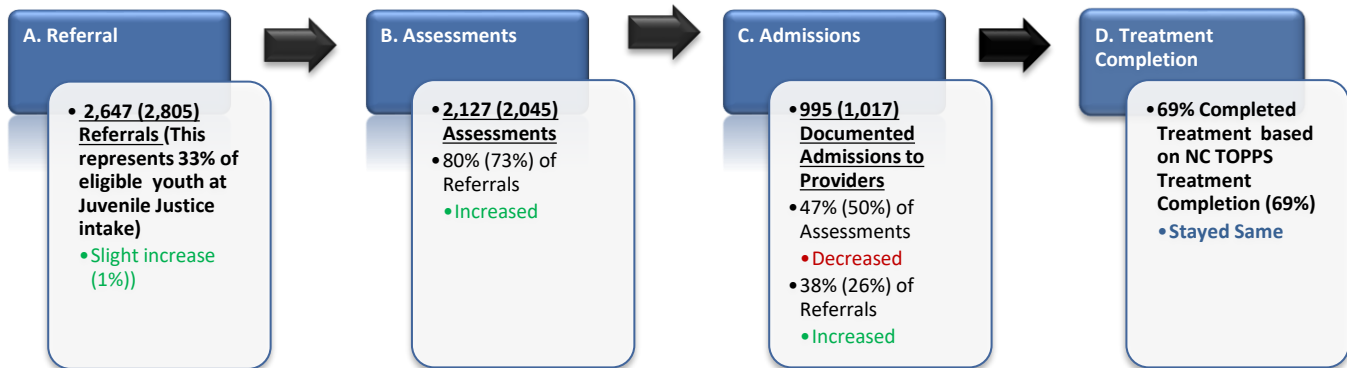 A. Referral
• 2,647 (2,805)
Referrals (This
represents 33% of
eligible youth at
Juvenile Justice
intake)
•Slight increase
(1%))
B. Assessments
•2,127 (2,045)
Assessments
•80% (73%) of
Referrals
•Increased
C. Admissions
•995 (1,017)
Documented
Admissions to
Providers
•47% (50%) of
Assessments
•Decreased
•38% (26%) of
Referrals
•Increased
D. Treatment
Completion
•69% Completed
Treatment based
on NC TOPPS
Treatment
Completion (69%)
•Stayed Same